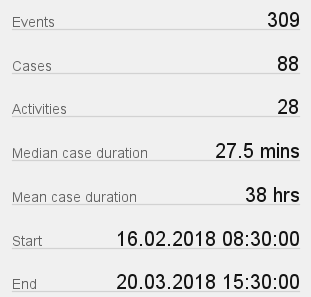 Events 309
Cases 88
Activities 28
Median case duration 27.5 mins
Mean case duration 38 hrs
Start 16.02.2018 08:30:00
End 20.03.2018 15:30:00